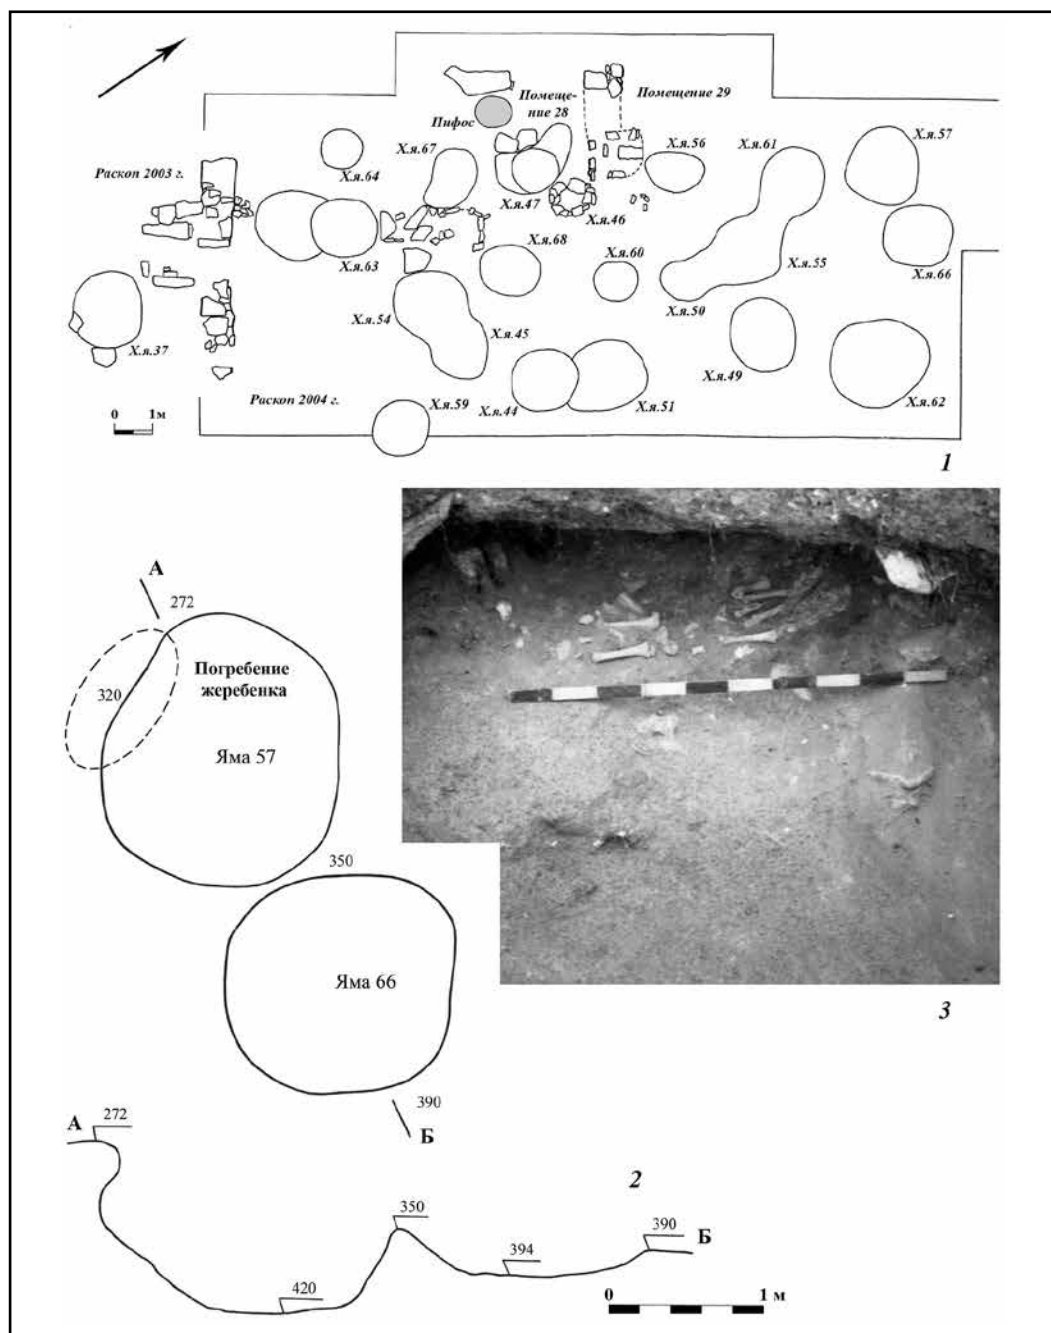 Помеще-
ние 28
Помещение 29
Пифос
Х.я.57
Х.я.61
Х.я.56
Х.я.67
Х.я.64
Раскоп 2003 г.
Х.я.47
Х.я.46
Х.я.68
Х.я.60
Х.я.63
Х.я.55
Х.я.66
Х.я.50
Х.я.54
Х.я.45
Х.я.37
Х.я.49
Раскоп 2004 г.
Х.я.59
Х.я.44
Х.я.51
Х.я.62
0 1м
1
А
272
Погребение
жеребенка
320
Яма 57
350
Яма 66
3
390
Б
А
272
2
350
390
Б
394
420
0 1 м